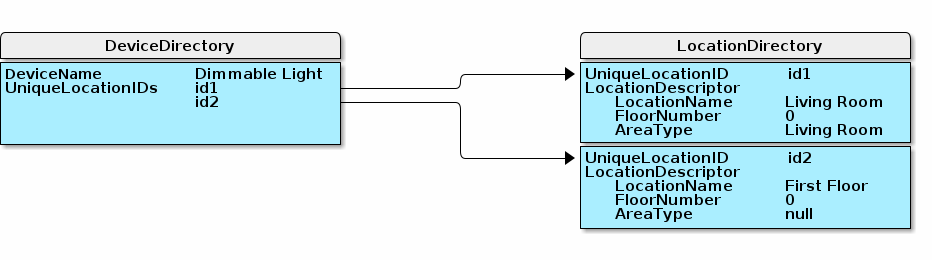 DeviceDirectory
DeviceName Dimmable Light
UniqueLocationIDs id1
id2
LocationDirectory
UniqueLocationID id1
LocationDescriptor
LocationName Living Room
FloorNumber 0
AreaType Living Room
UniqueLocationID id2
LocationDescriptor
LocationName First Floor
FloorNumber 0
AreaType null